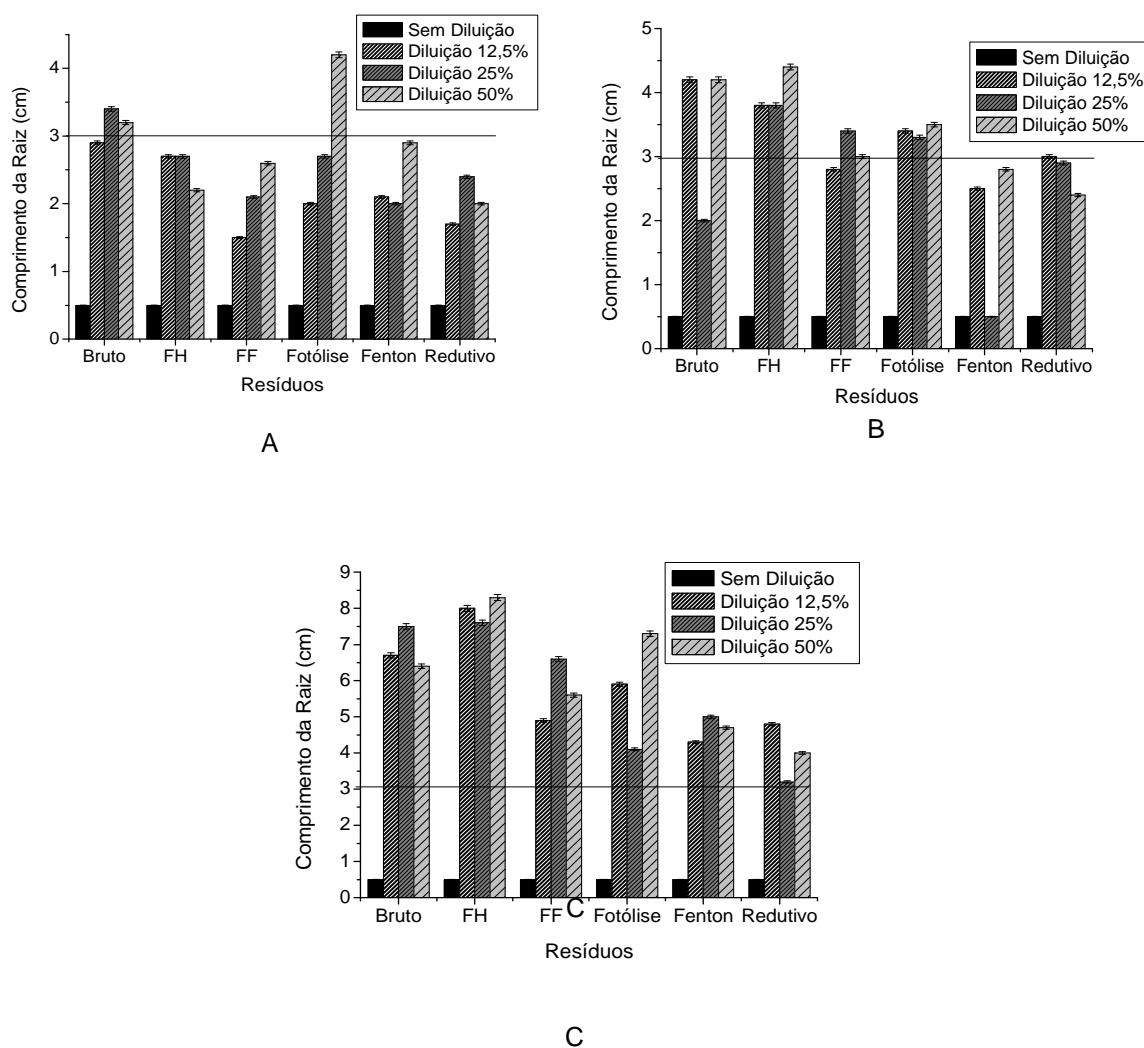 Comprimento da Raiz (cm)
4
3
2
1
0
Sem Diluição
Diluição 12,5%
Diluição 25%
Diluição 50%
Bruto FH FF Fotólise Fenton Redutivo
Resíduos
A
Comprimento da Raiz (cm)
5
4
3
2
1
0
Sem Diluição
Diluição 12,5%
Diluição 25%
Diluição 50%
Bruto FH FF Fotólise Fenton Redutivo
Resíduos
B
Comprimento da Raiz (cm)
9
8
7
6
5
4
3
2
1
0
Sem Diluição
Diluição 12,5%
Diluição 25%
Diluição 50%
Bruto FH FF Fotólise Fenton Redutivo
C
Resíduos
C